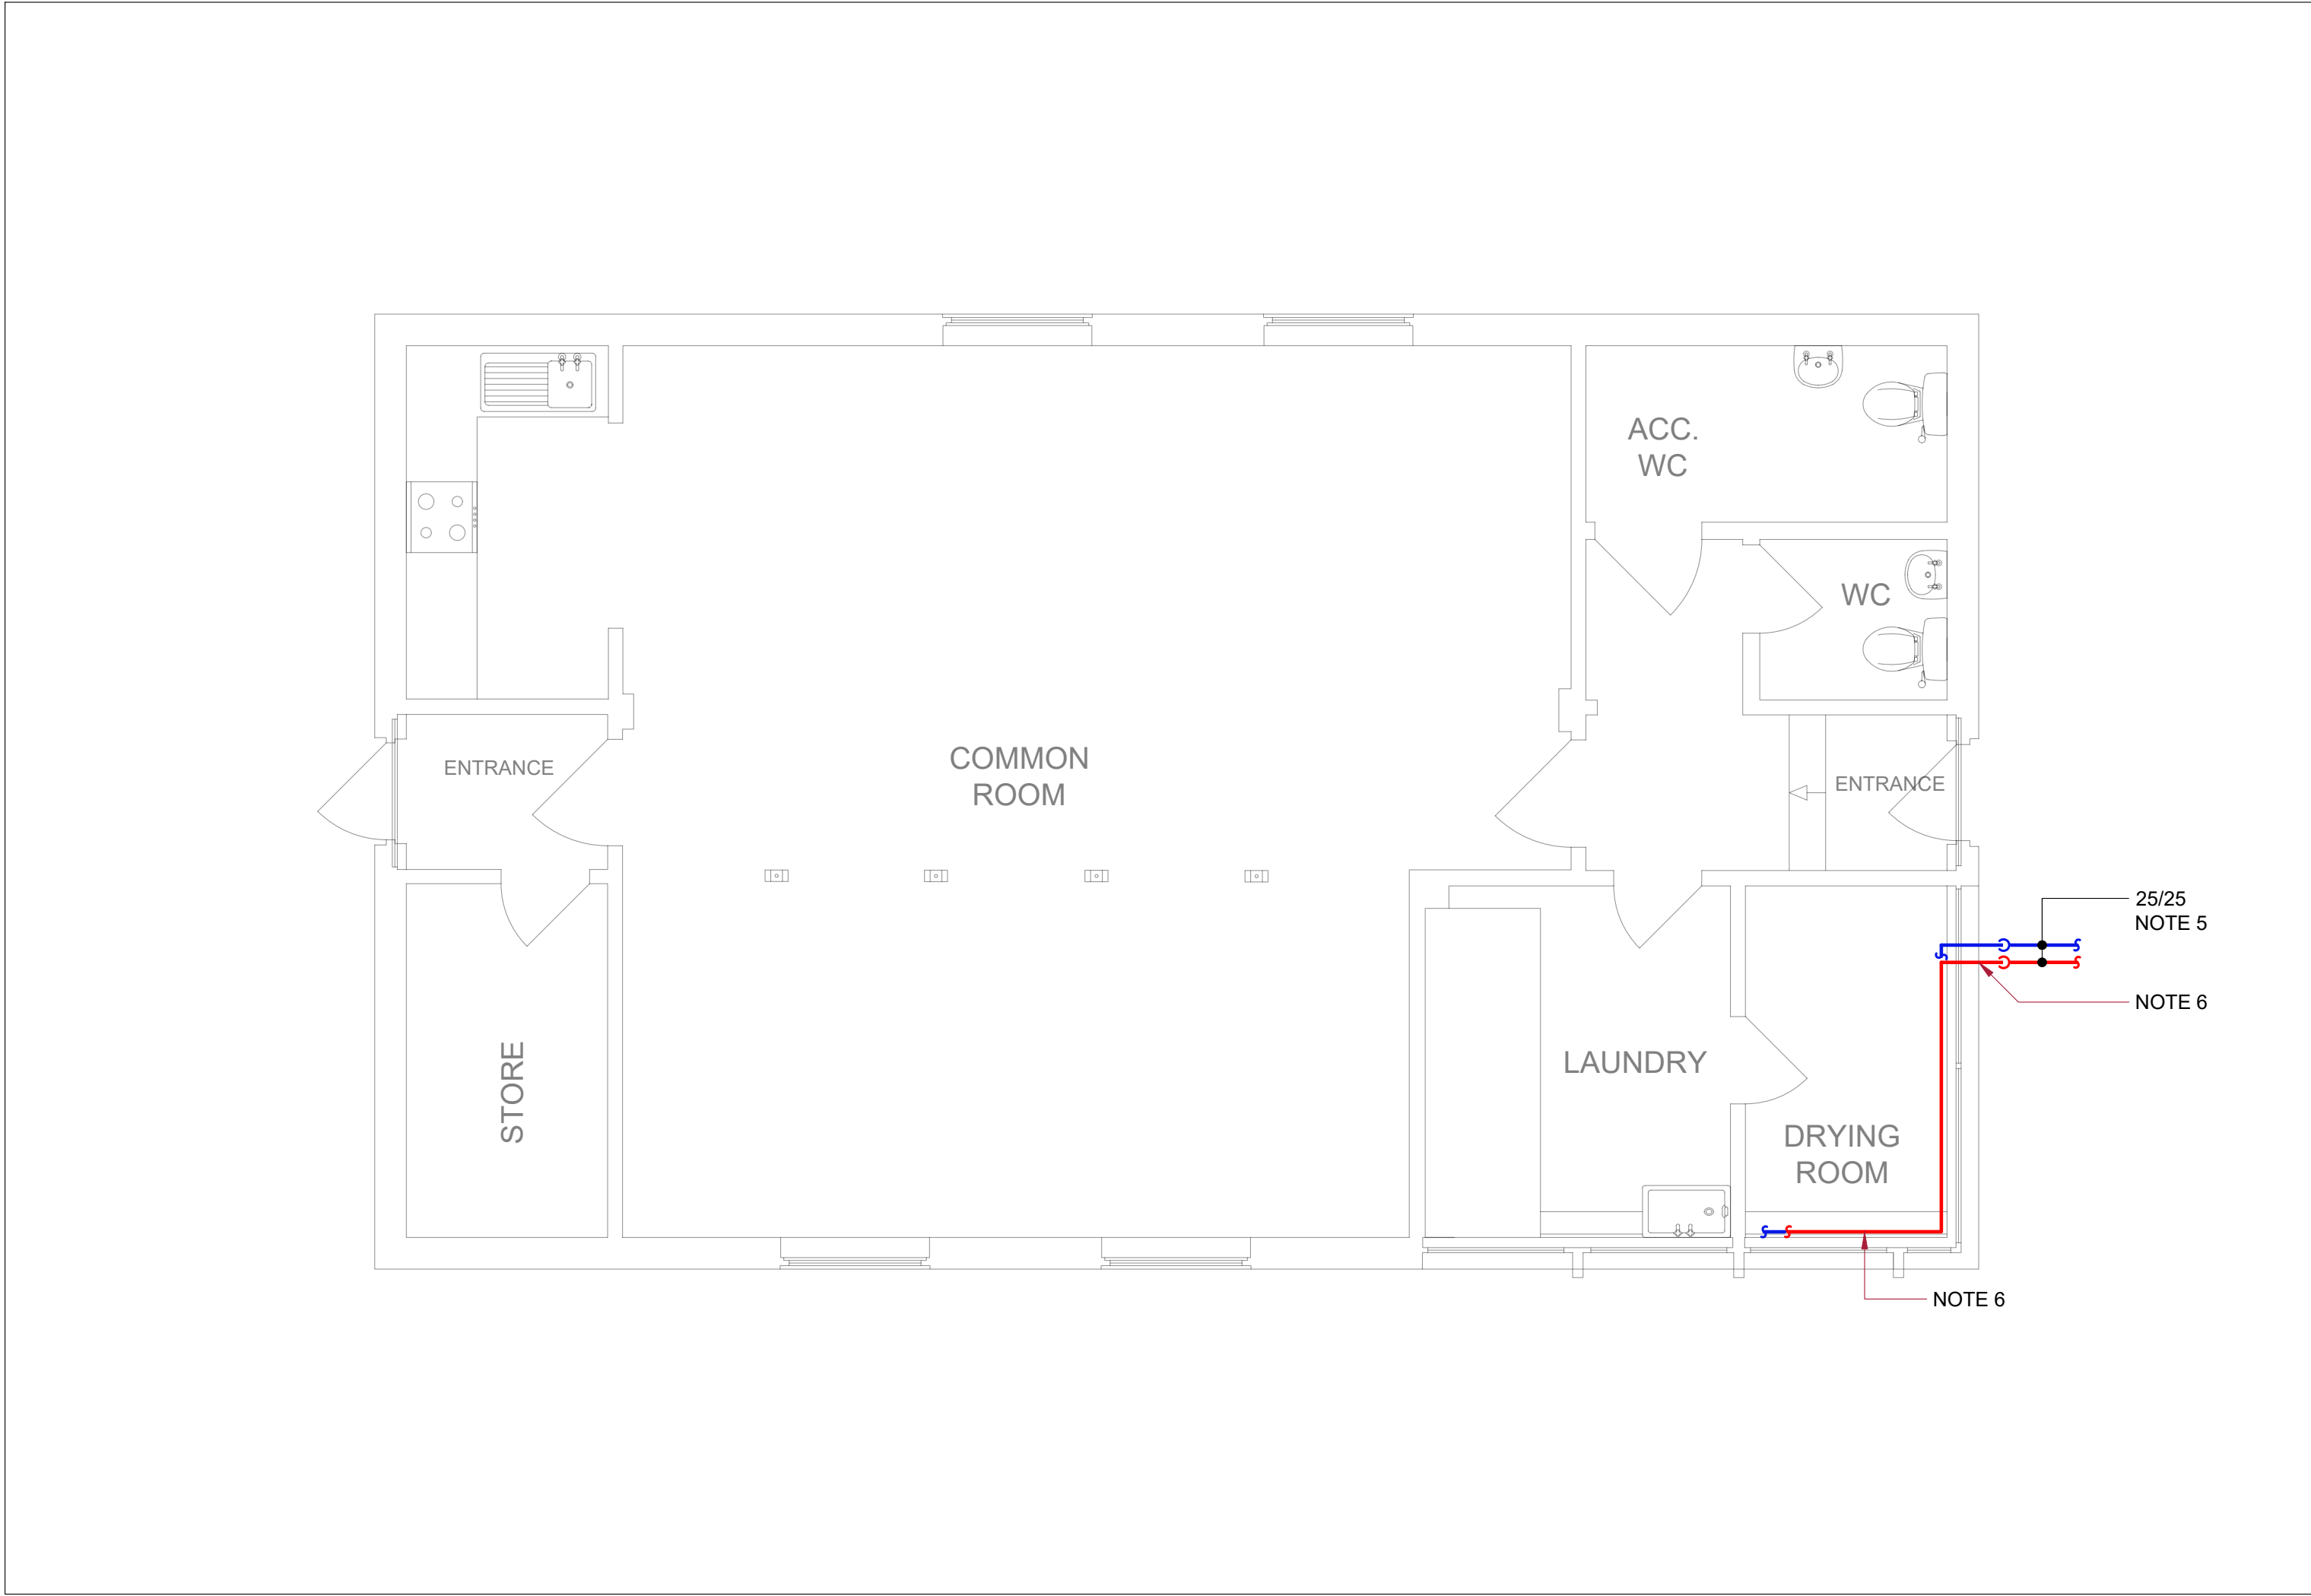 ACC.
WC
WC
COMMON
ROOM
ENTRANCE
ENTRANCE
25/25
NOTE 5
NOTE 6
LAUNDRY
STORE
DRYING
ROOM
NOTE 6